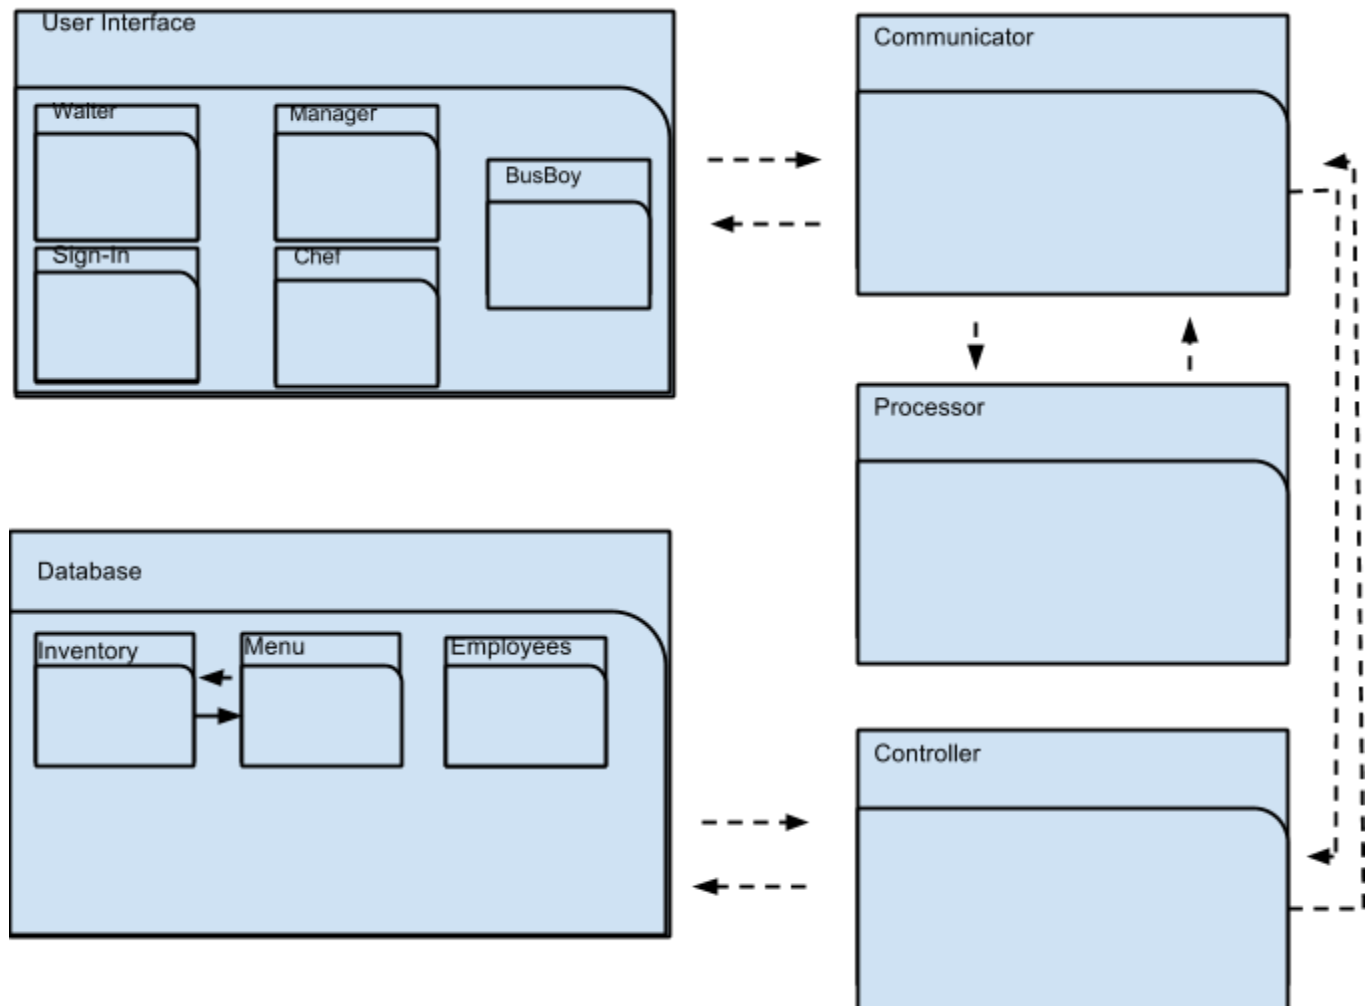 User Interface
Waiter
Manager
BusBoy
Sign-In
Chef
Communicator
Processor
Database
Inventory
Menu
Employees
Controller